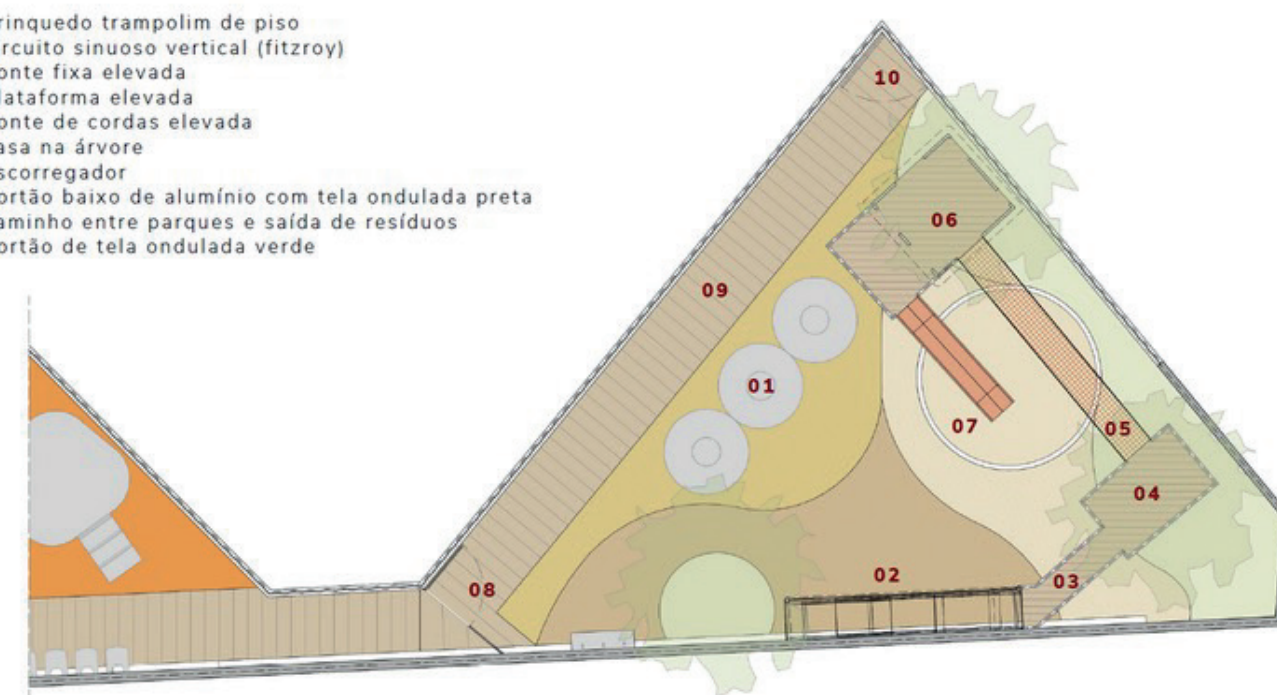 rinquedo trampolim de piso
rcuito sinuoso vertical (fitzroy)
onte fixa elevada
lataforma elevada
onte de cordas elevada
asa na árvore
scorregador
ortão baixo de alumínio com tela ondulada preta
aminho entre parques e saída de resíduos
ortão de tela ondulada verde
10
06
09
01
07
05
04
02
03
08